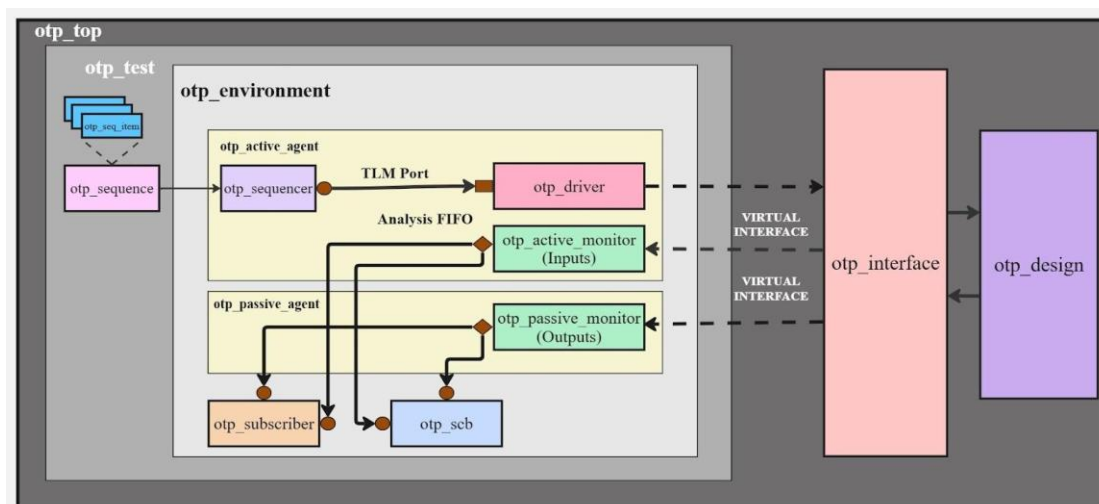 otp_top
otp_test
otp_environment
otp_seq_item
otp_sequence
otp_active_agent
otp_sequencer
TLM Port
otp_driver
Analysis FIFO
otp_active_monitor
(Inputs)
VIRTUAL
INTERFACE
otp_passive_agent
otp_passive_monitor
(Outputs)
VIRTUAL
INTERFACE
otp_subscriber
otp_scb
otp_interface
otp_design